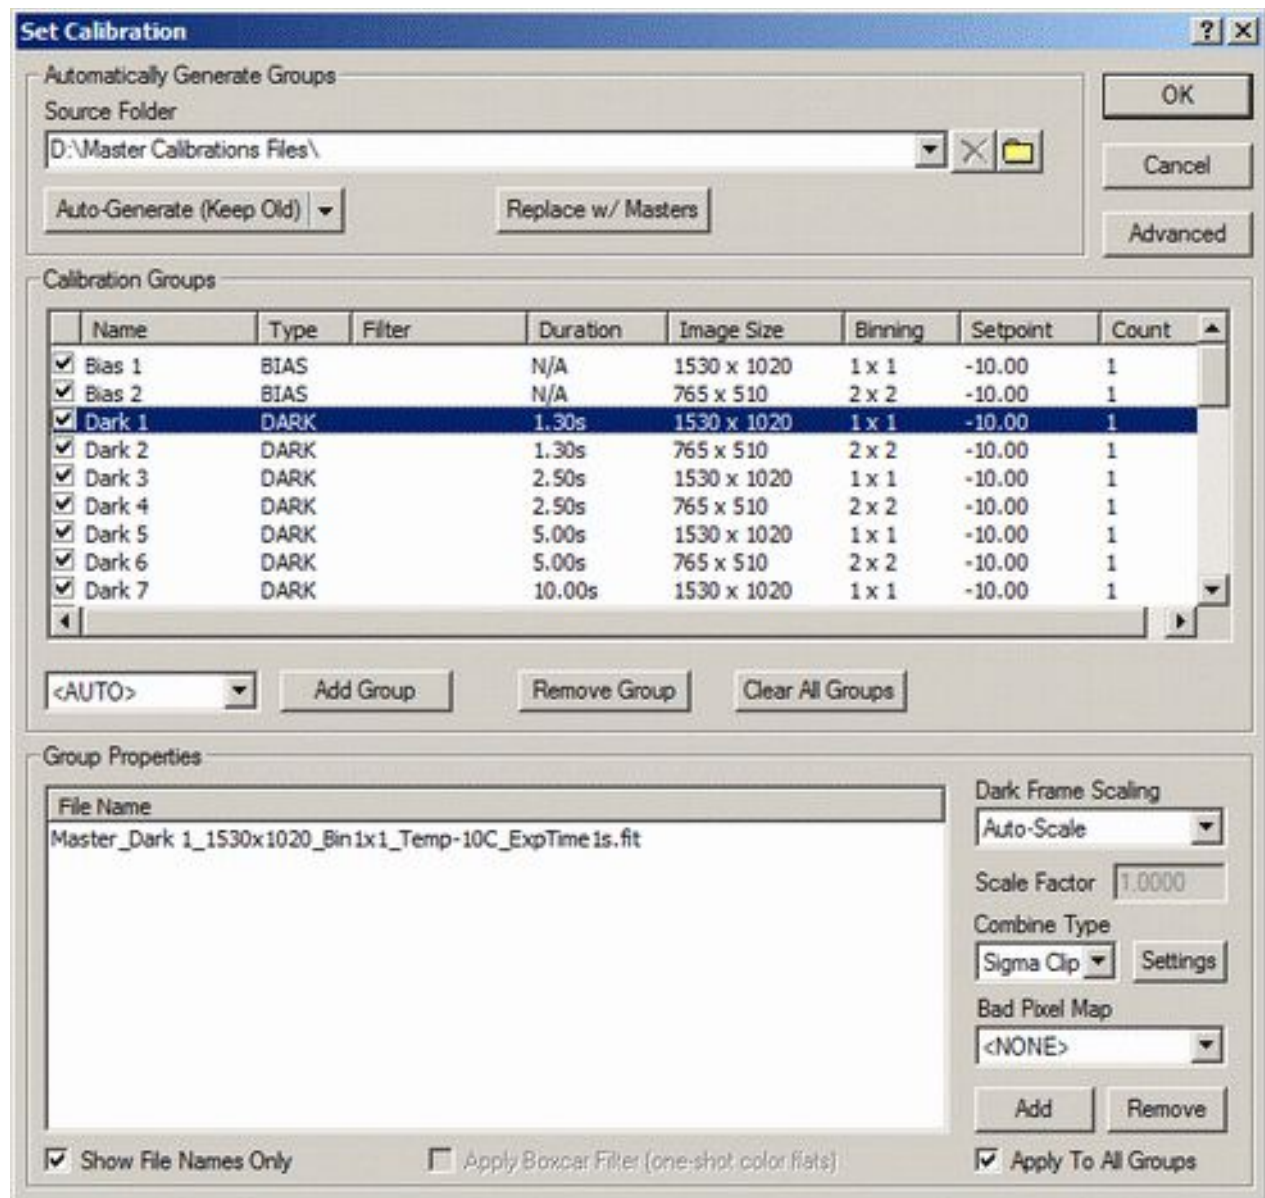 Set Calibration
Automatically Generate Groups
Source Folder
OK
D:\Master Calibrations Files\
Cancel
Auto-Generate (Keep Old)
Replace w/ Masters
Advanced
Calibration Groups
Name Type Filter Duration Image Size Binning Setpoint Count
Bias 1 BIAS N/A 1530 x 1020 1 x 1 -10.00 1
Bias 2 BIAS N/A 765 x 510 2 x 2 -10.00 1
Dark 1 DARK 1.30s 1530 x 1020 1 x 1 -10.00 1
Dark 2 DARK 1.30s 765 x 510 2 x 2 -10.00 1
Dark 3 DARK 2.50s 1530 x 1020 1 x 1 -10.00 1
Dark 4 DARK 2.50s 765 x 510 2 x 2 -10.00 1
Dark 5 DARK 5.00s 1530 x 1020 1 x 1 -10.00 1
Dark 6 DARK 5.00s 765 x 510 2 x 2 -10.00 1
Dark 7 DARK 10.00s 1530 x 1020 1 x 1 -10.00 1
<AUTO> Add Group Remove Group Clear All Groups
Group Properties
File Name
Master_Dark 1_1530x1020_Bin1x1_Temp-10C_ExpTime1s.fit
Dark Frame Scaling
Auto-Scale
Scale Factor 1.0000
Combine Type
Sigma Clip Settings
Bad Pixel Map
<NONE>
Add Remove
Show File Names Only Apply Boxcar Filter (one-shot color flats) Apply To All Groups